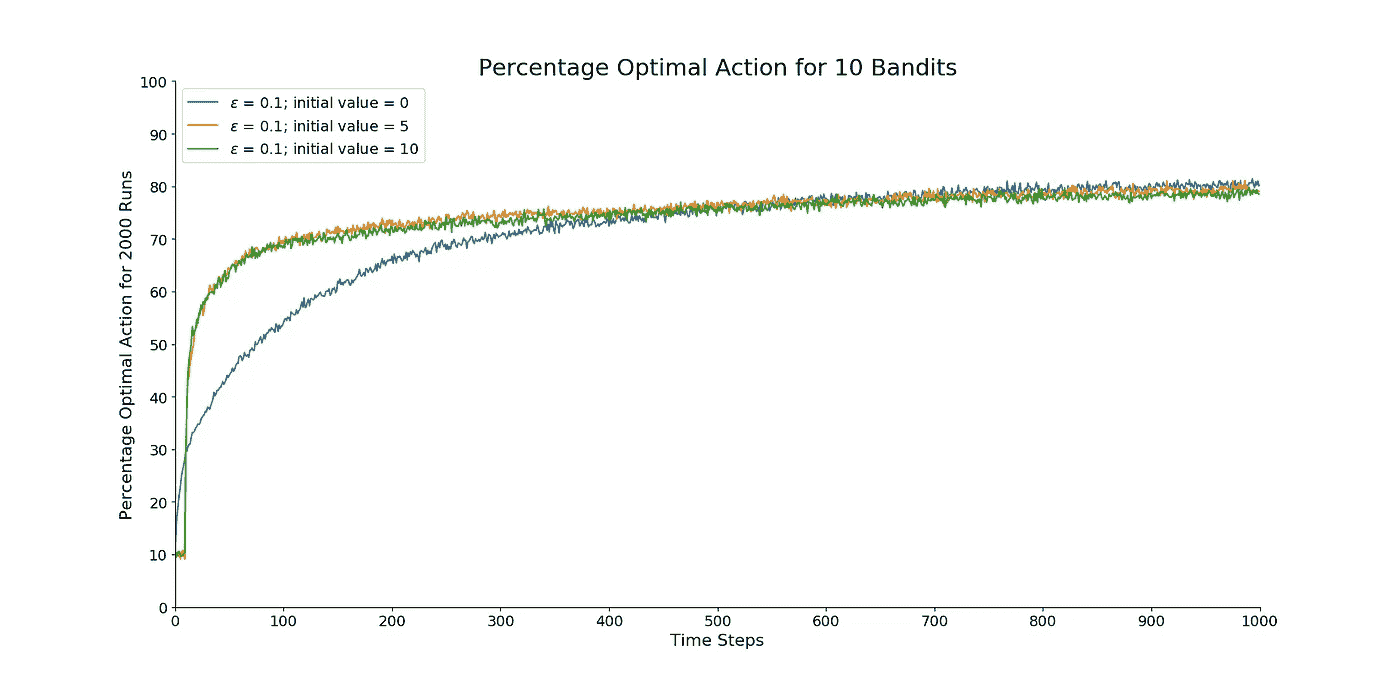 Percentage Optimal Action for 10 Bandits
ε = 0.1; initial value = 0
ε = 0.1; initial value = 5
ε = 0.1; initial value = 10
Percentage Optimal Action for 2000 Runs
100
90
80
70
60
50
40
30
20
10
0
0 100 200 300 400 500 600 700 800 900 1000
Time Steps